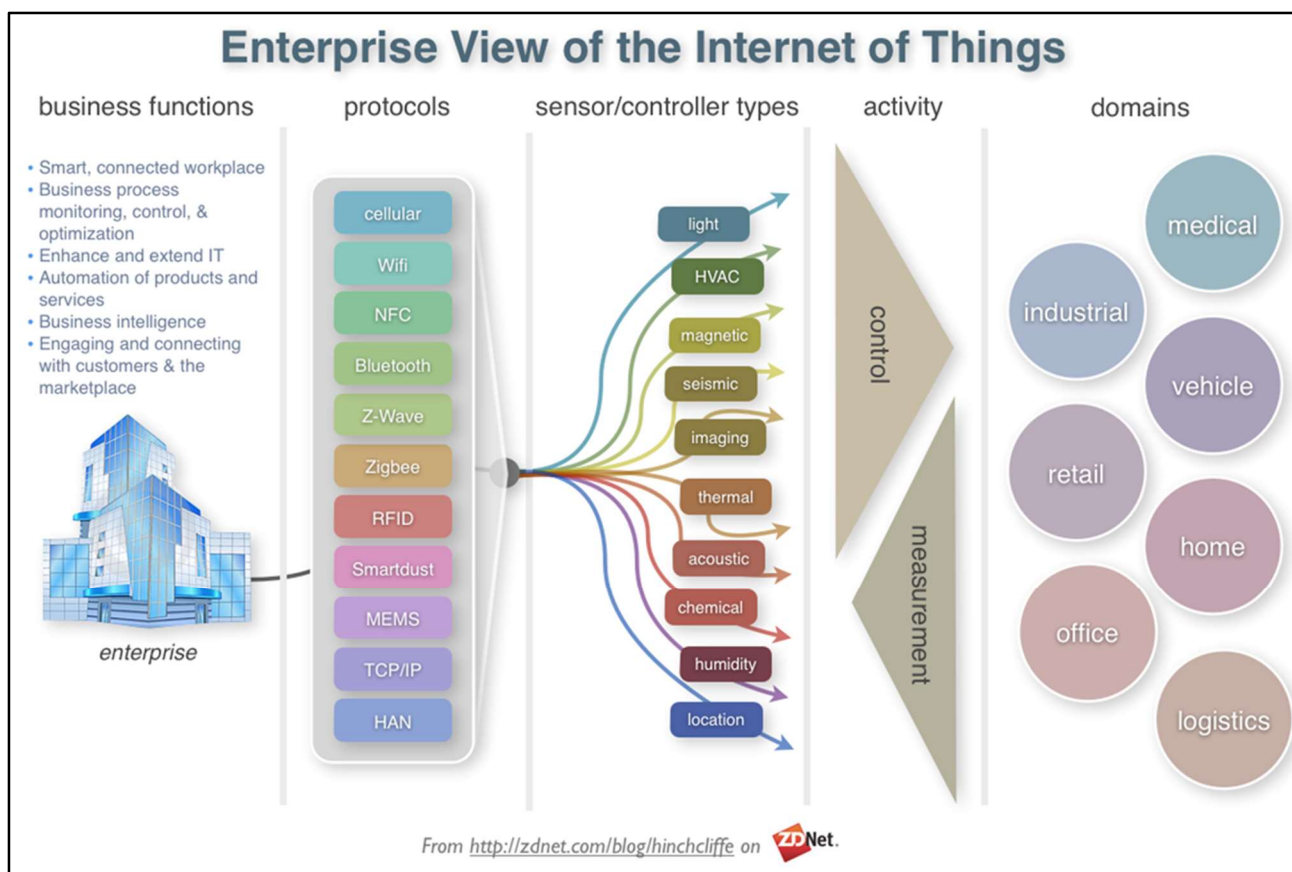 Enterprise View of the Internet of Things
business functions
protocols
sensor/controller types
activity
domains
• Smart, connected workplace
• Business process
monitoring, control, &
optimization
• Enhance and extend IT
• Automation of products and
services
• Business intelligence
• Engaging and connecting
with customers & the
marketplace
enterprise
cellular
Wifi
NFC
Bluetooth
Z-Wave
Zigbee
RFID
Smartdust
MEMS
TCP/IP
HAN
light
HVAC
magnetic
seismic
imaging
thermal
acoustic
chemical
humidity
location
control
measurement
medical
industrial
vehicle
retail
home
office
logistics
From http://zdnet.com/blog/hinchcliffe on ZDNet.